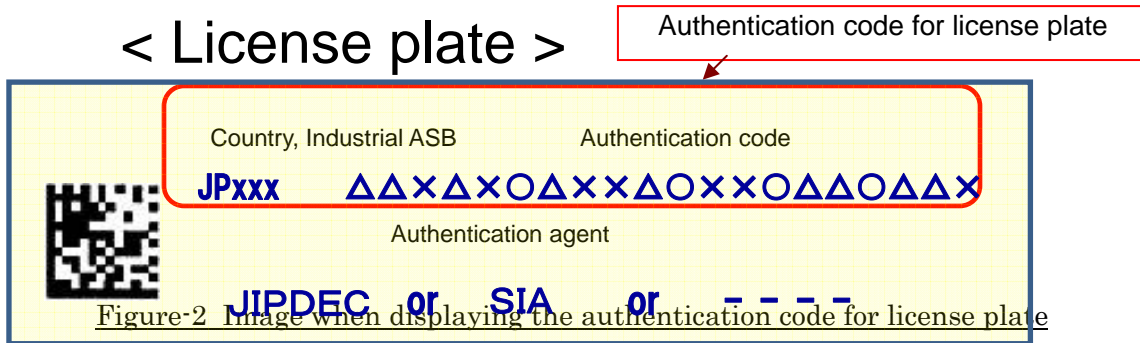 Authentication code for license plate
< License plate >
Country, Industrial ASB Authentication code
JPxxx △△×△×○△××△○××○△△○△△×
Authentication agent
JIPDEC or SIA or － － － －
Figure-2 Image when displaying the authentication code for license plate